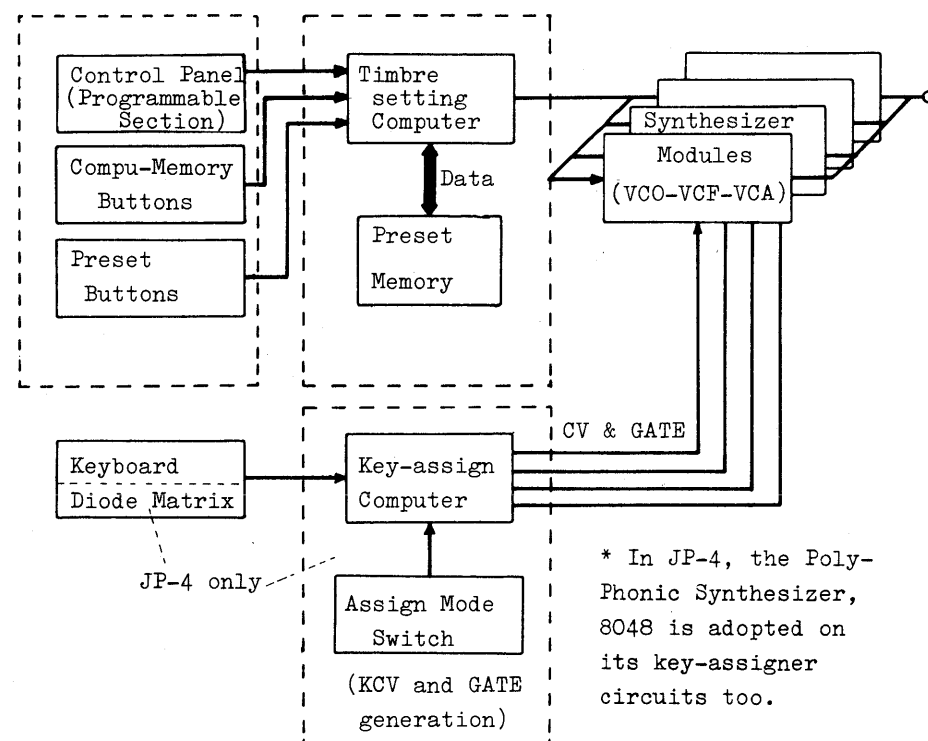 Control Panel
(Programmable
Section)
Compu-Memory
Buttons
Preset
Buttons
Timbre
setting
Computer
Data
Preset
Memory
Synthesizer
Modules
(VCO-VCF-VCA)
CV & GATE
Keyboard
Diode Matrix
JP-4 only
Key-assign
Computer
Assign Mode
Switch
(KCV and GATE
generation)
* In JP-4, the Poly-
Phonic Synthesizer,
8048 is adopted on
its key-assigner
circuits too.